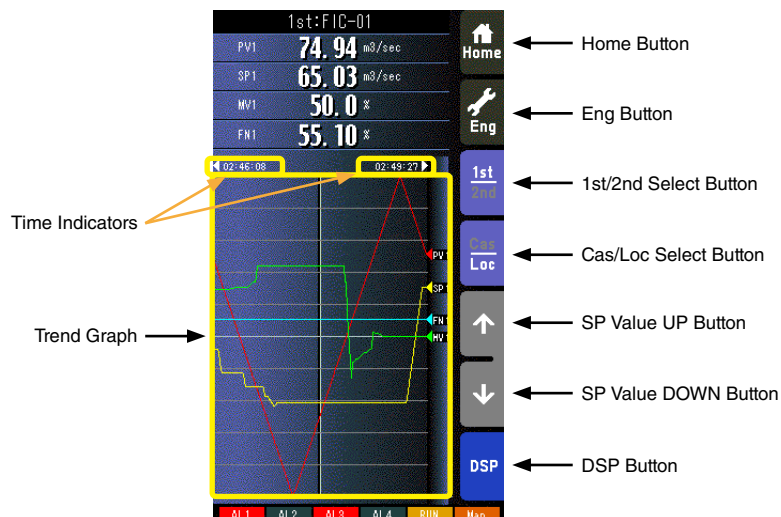 1st:FIC-01
PV1 74.94 m3/sec
SP1 65.03 m3/sec
MV1 50.0 %
FN1 55.10 %
02:46:08 02:49:27
PV1
SP1
FN1
MV1
AL1 AL2 AL3 AL4 RUN Man
Home
Eng
1st
2nd
Cas
Loc
DSP
Time Indicators
Trend Graph
Home Button
Eng Button
1st/2nd Select Button
Cas/Loc Select Button
SP Value UP Button
SP Value DOWN Button
DSP Button